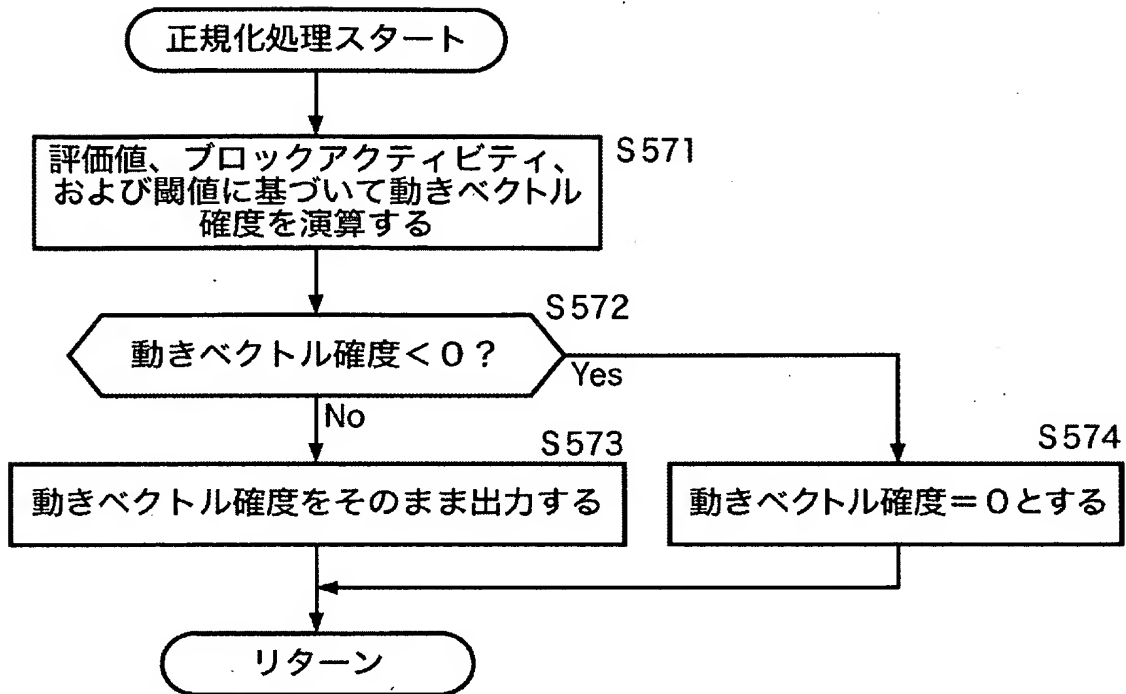 正規化処理スタート
評価値、ブロックアクティビティ、
および閾値に基づいて動きベクトル
確度を演算する
S571
S572
動きベクトル確度<0?
Yes
No
S573
動きベクトル確度をそのまま出力する
S574
動きベクトル確度=0とする
リターン